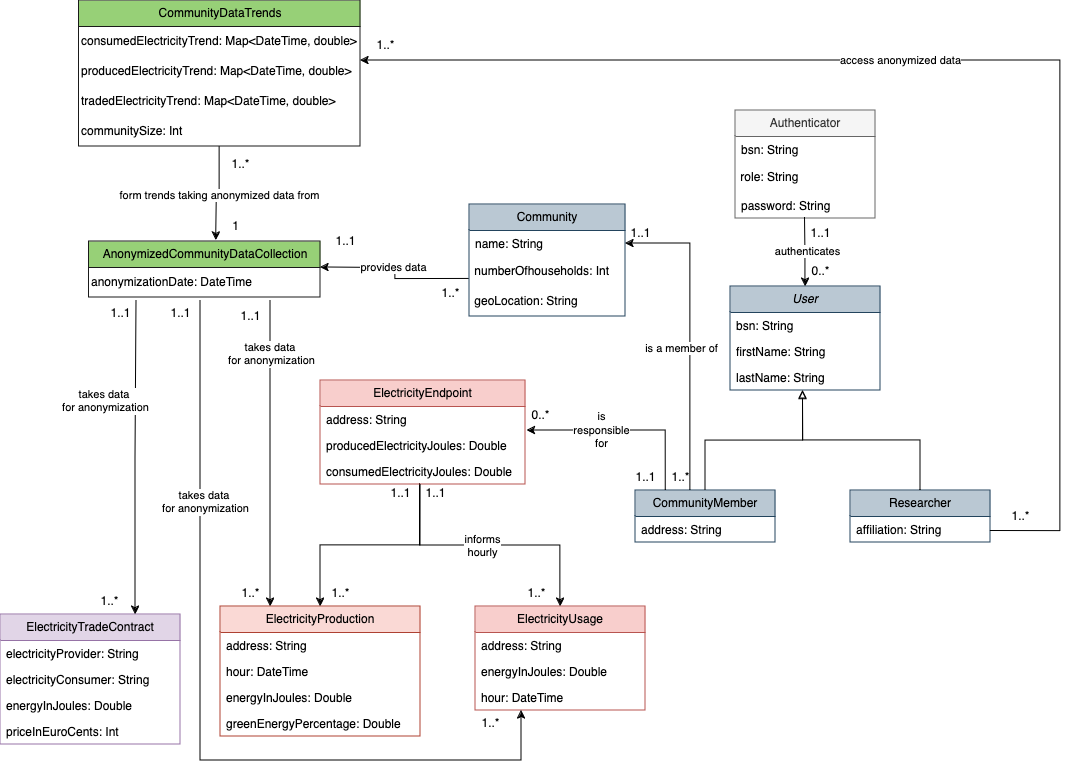 CommunityDataTrends
consumedElectricityTrend: Map<DateTime, double>
producedElectricityTrend: Map<DateTime, double>
tradedElectricityTrend: Map<DateTime, double>
communitySize: Int
1..*
access anonymized data
1..*
form trends taking anonymized data from
1
Authenticator
bsn: String
role: String
password: String
1..1
authenticates
0..*
Community
name: String
numberOfhouseholds: Int
geoLocation: String
1..1
1..1
provides data
1..*
AnonymizedCommunityDataCollection
anonymizationDate: DateTime
1..1
1..1
1..1
User
bsn: String
firstName: String
lastName: String
is a member of
takes data
for anonymization
takes data
for anonymization
takes data
for anonymization
ElectricityEndpoint
address: String
producedElectricityJoules: Double
consumedElectricityJoules: Double
0..*
is
responsible
for
1..1
1..*
1..1
1..1
CommunityMember
address: String
Researcher
affiliation: String
1..*
informs
hourly
1..*
1..*
1..*
1..*
ElectricityTradeContract
electricityProvider: String
electricityConsumer: String
energyInJoules: Double
priceInEuroCents: Int
ElectricityProduction
address: String
hour: DateTime
energyInJoules: Double
greenEnergyPercentage: Double
ElectricityUsage
address: String
energyInJoules: Double
hour: DateTime
1..*